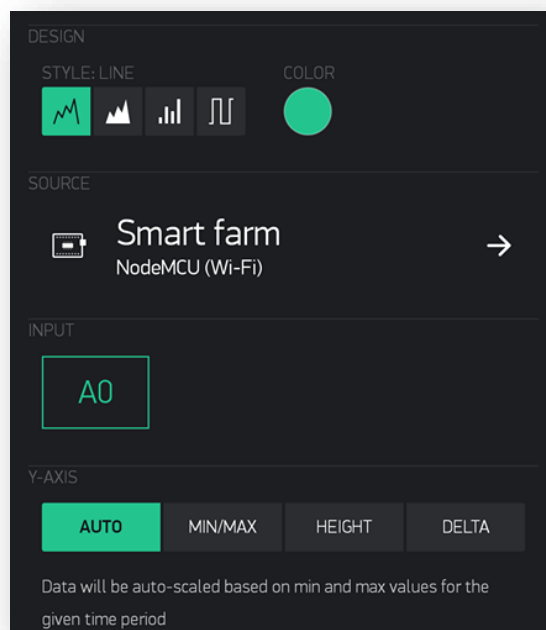 DESIGN
STYLE: LINE COLOR
SOURCE
Smart farm
NodeMCU (Wi-Fi)
INPUT
A0
Y-AXIS
AUTO MIN/MAX HEIGHT DELTA
Data will be auto-scaled based on min and max values for the
given time period